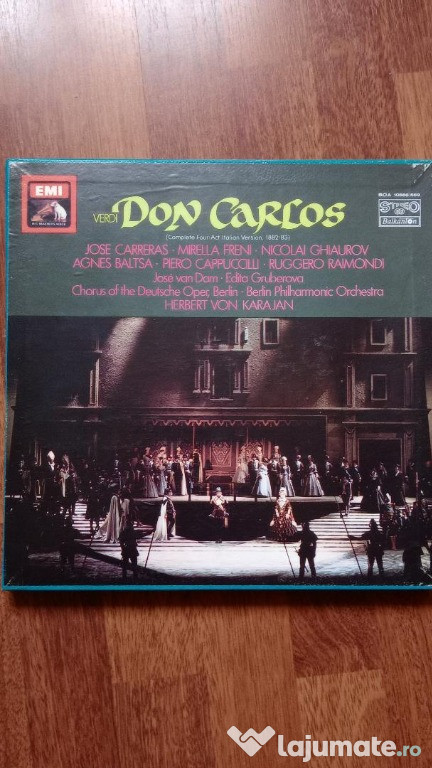 EMI
VERDI
DON CARLOS
(Complete Four-Act Italian Version, 1882-83)
JOSE CARRERAS · MIRELLA FRENI · NICOLAI GHIAUROV
AGNES BALTSA · PIERO CAPPUCCILLI · RUGGERO RAIMONDI
José van Dam · Edita Gruberova
Chorus of the Deutsche Oper, Berlin · Berlin Philharmonic Orchestra
HERBERT VON KARAJAN
STEREO
Balkanton
lajumate.ro